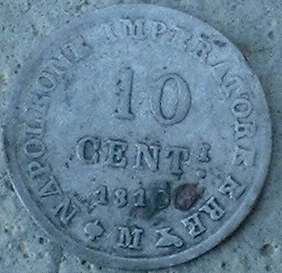 NAPOLEONE IMPERATORE E RE
10
CENT.I
M